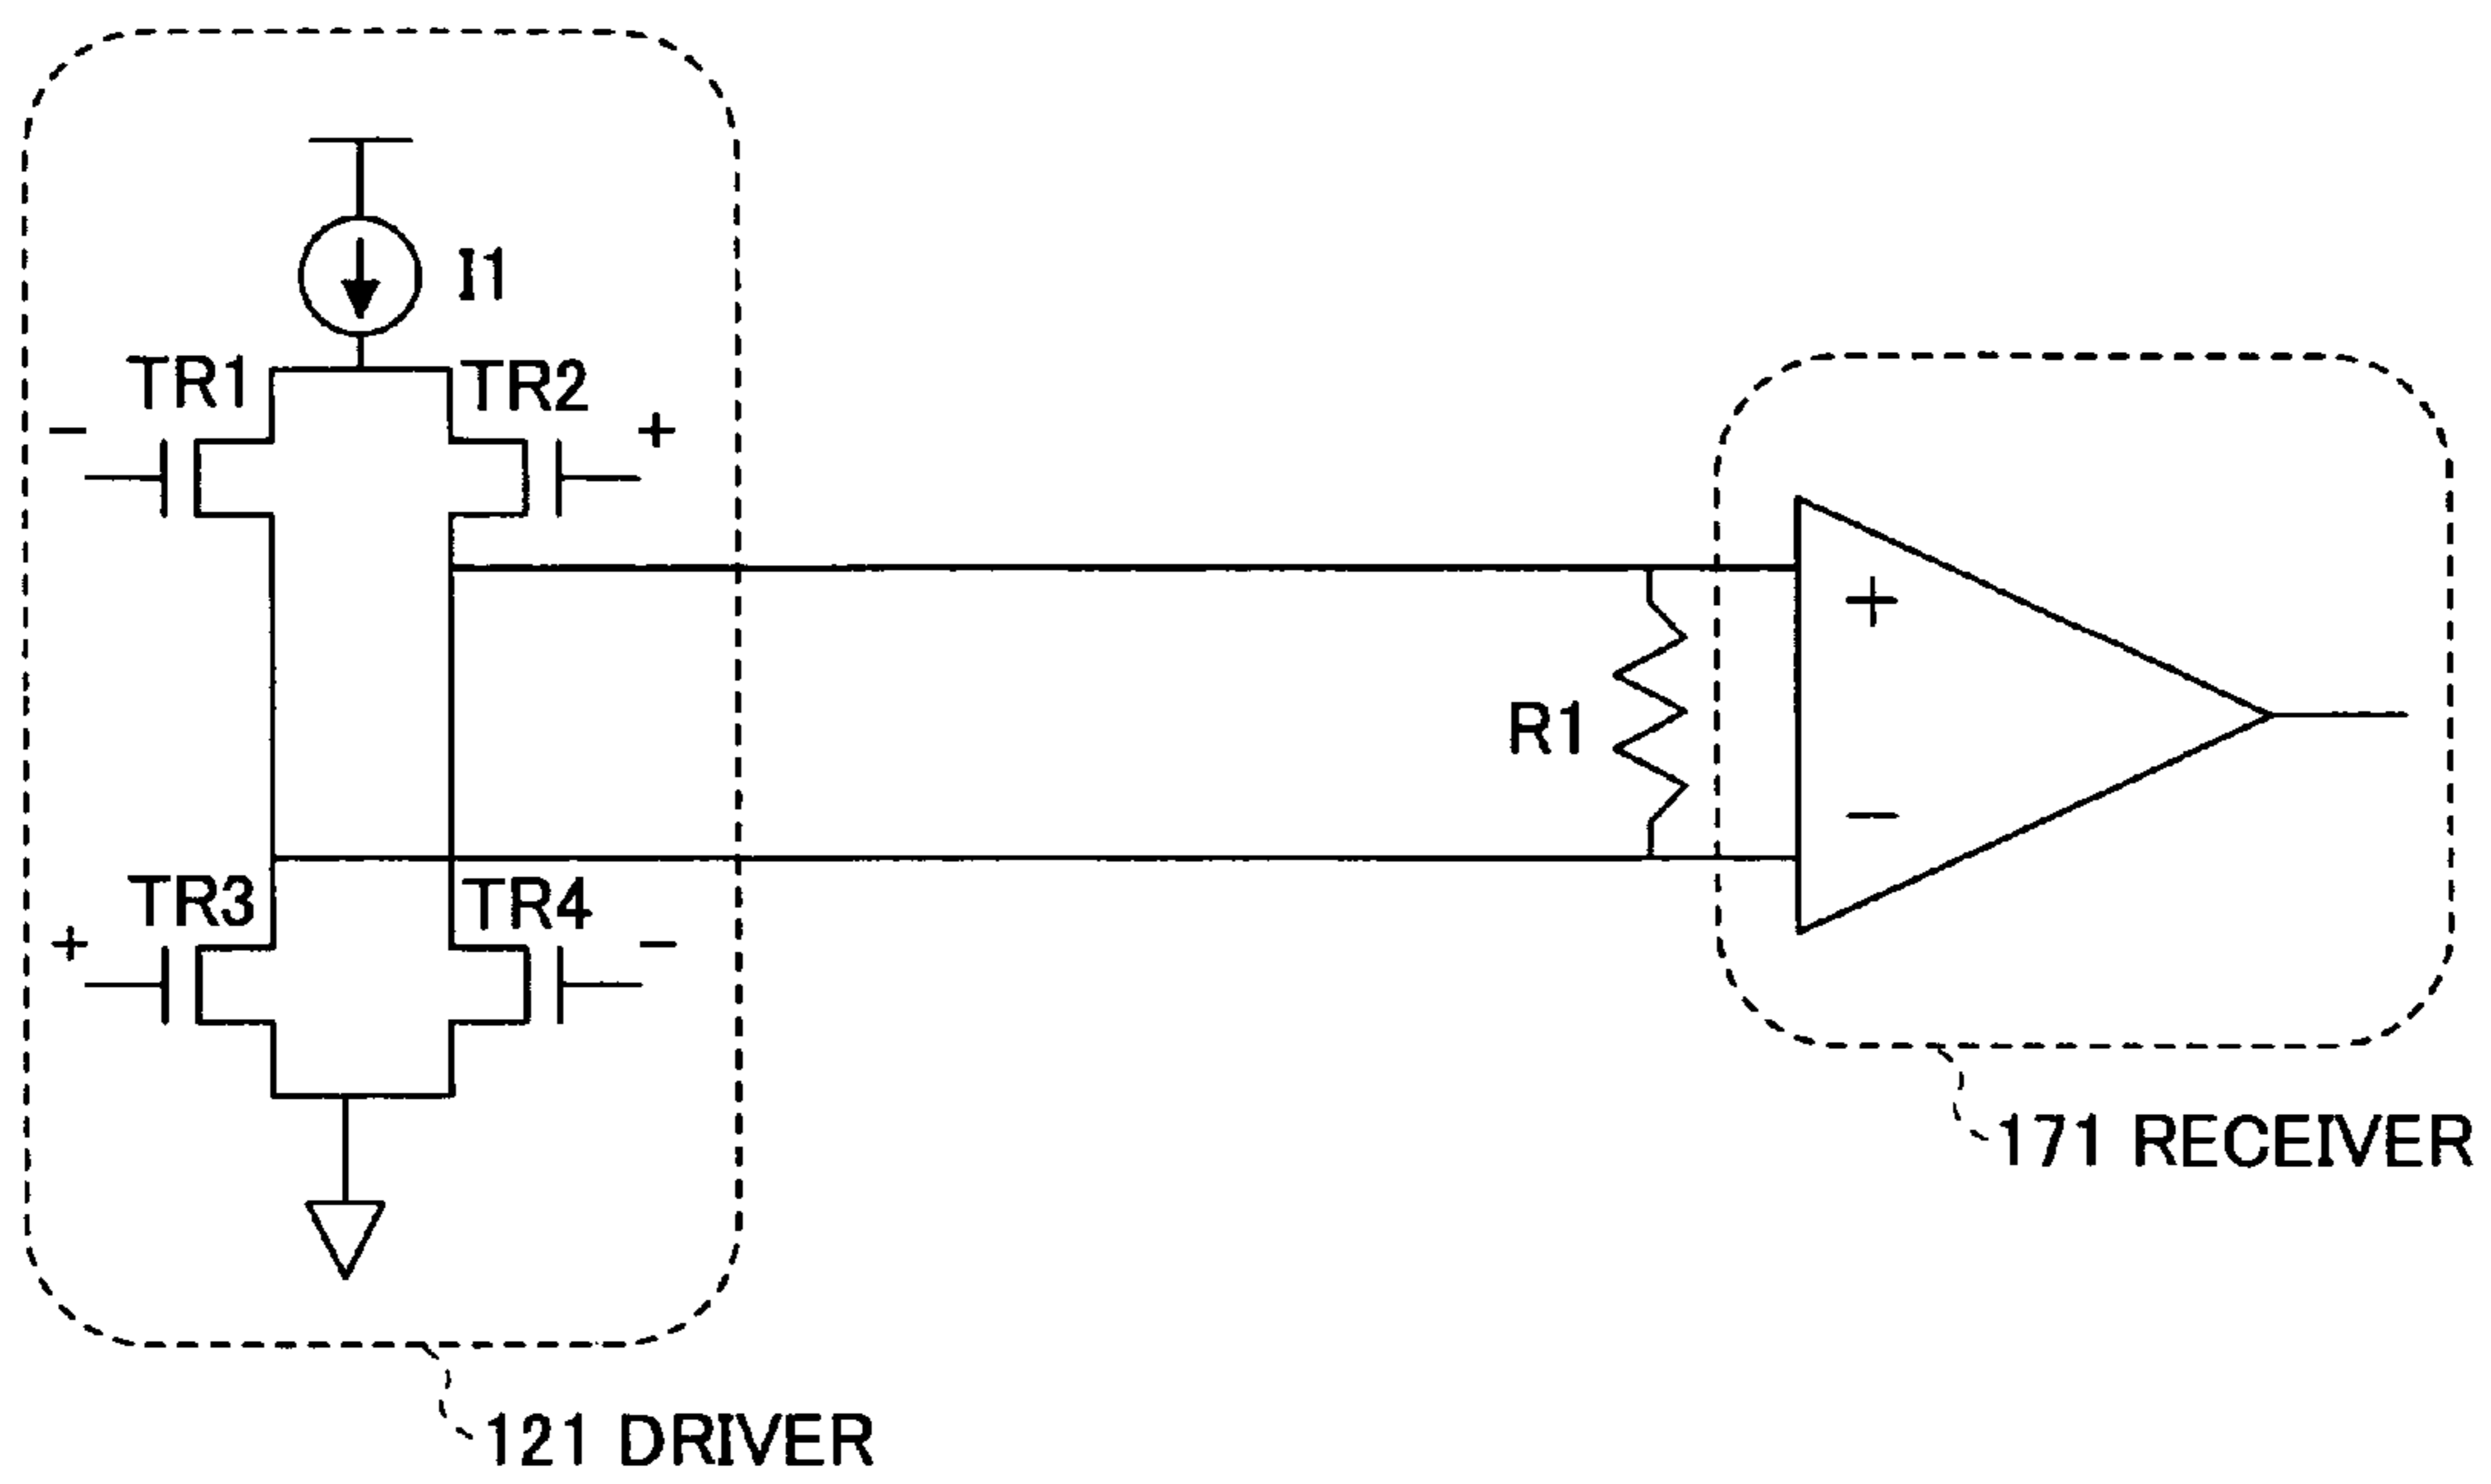 I1
TR1
TR2
−
+
+
R1
−
TR3
TR4
+
−
171 RECEIVER
121 DRIVER